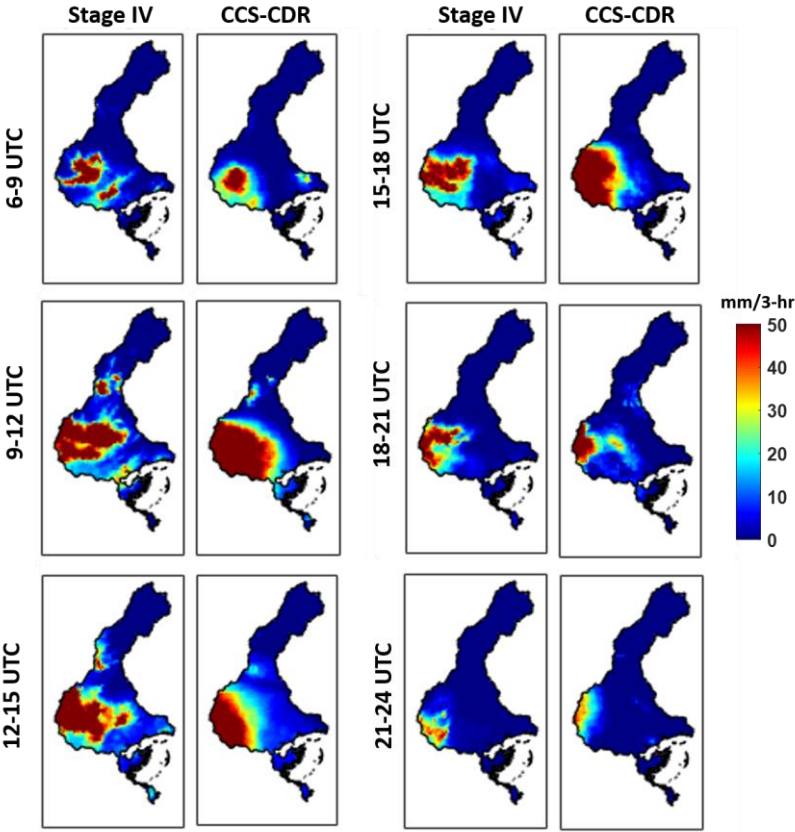 Stage IV
CCS-CDR
Stage IV
CCS-CDR
6-9 UTC
15-18 UTC
9-12 UTC
18-21 UTC
12-15 UTC
21-24 UTC
mm/3-hr
50
40
30
20
10
0